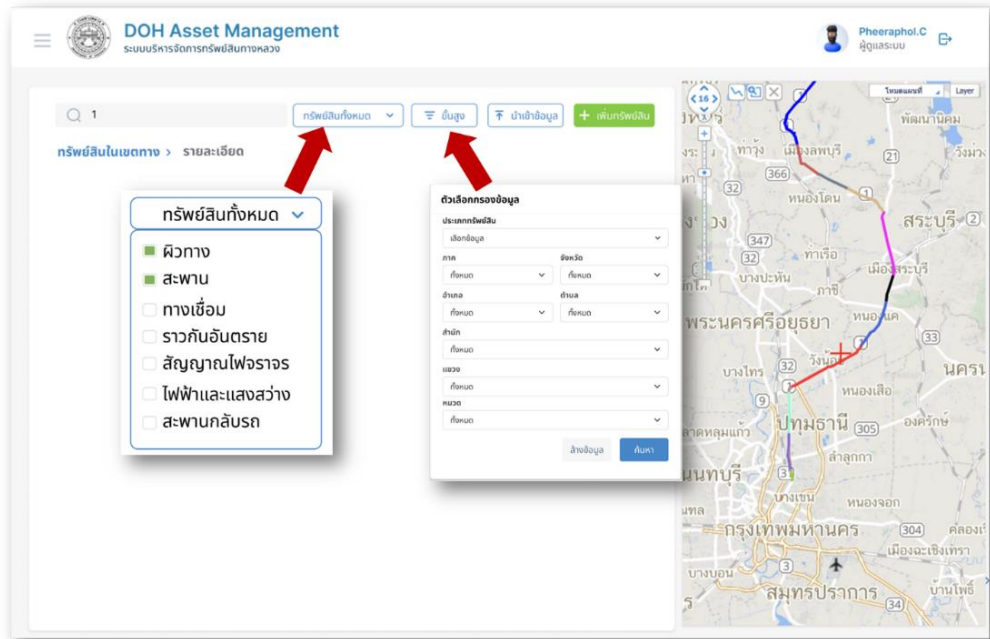 DOH Asset Management
ระบบบริหารจัดการทรัพย์สินทางหลวง
Pheeraphol.C
ผู้ดูแลระบบ
1
ทรัพย์สินทั้งหมด
ขั้นสูง
นำเข้าข้อมูล
+ เพิ่มทรัพย์สิน
ทรัพย์สินในเขตทาง > รายละเอียด
ทรัพย์สินทั้งหมด
ผิวทาง
สะพาน
ทางเชื่อม
ราวกันอันตราย
สัญญาณไฟจราจร
ไฟฟ้าและแสงสว่าง
สะพานกลับรถ
ตัวเลือกกรองข้อมูล
ประเภททรัพย์สิน
เลือกข้อมูล
ภาค จังหวัด
ทั้งหมด ทั้งหมด
อำเภอ ตำบล
ทั้งหมด ทั้งหมด
สำนัก
ทั้งหมด
แขวง
ทั้งหมด
หมวด
ทั้งหมด
ล้างข้อมูล ค้นหา
16
โหมดแผนที่ Layer
1
พัฒนานิคม
ท่าวุ้ง เมืองลพบุรี 21 วังม่วง
366
32 หนองโดน 1
สระบุรี 2
347
32 ท่าเรือ
บางปะหัน เมืองสระบุรี
ภาชี
หนองแค
พระนครศรีอยุธยา
1 33
32 วังน้อย
บางไทร
1 หนองเสือ
9
ปทุมธานี 305 องครักษ์
ลาดหลุมแก้ว
ลำลูกกา
นนทบุรี 3
บางเขน หนองจอก
กรุงเทพมหานคร 304
เมืองฉะเชิงเทรา
3
บางบอน
สมุทรปราการ บ้านโพธิ์
34